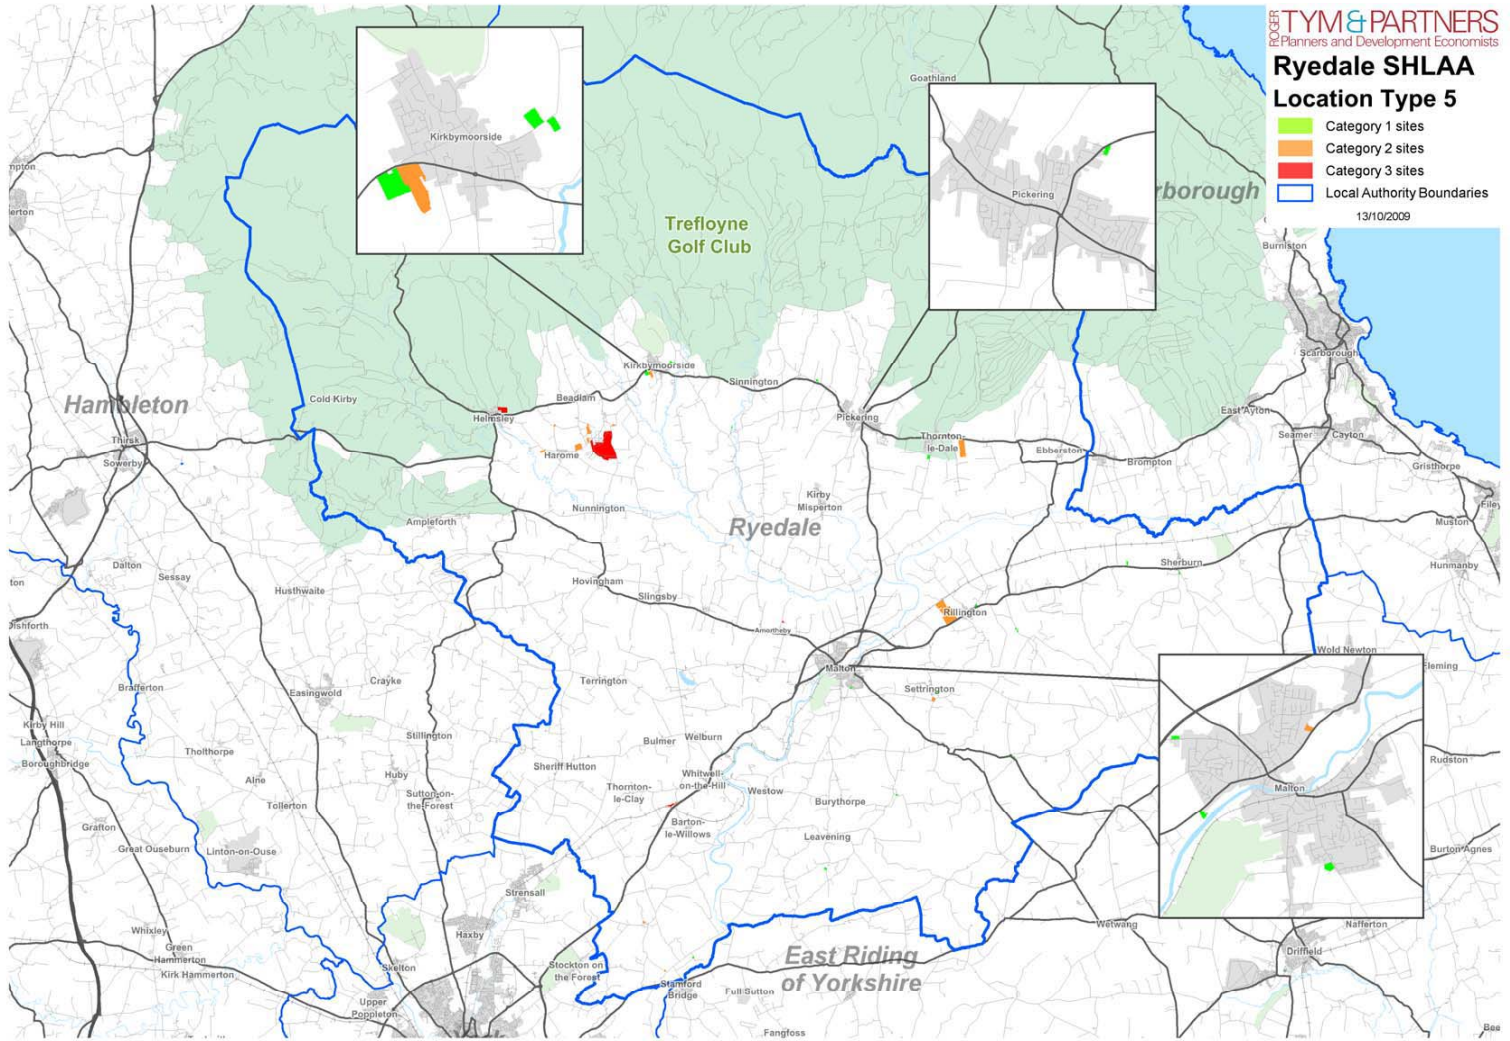 ROGER
TYM & PARTNERS
Planners and Development Economists
Ryedale SHLAA
Location Type 5
Category 1 sites
Category 2 sites
Category 3 sites
Local Authority Boundaries
13/10/2009
Goathland
Kirkbymoorside
Pickering
rborough
Trefloyne
Golf Club
Burniston
Scarborough
Hambleton
Cold Kirby
Kirkbymoorside
Sinnington
Beadlam
Helmsley
Pickering
East Ayton
Thirsk
Sowerby
Harome
Thornton-
le-Dale
Ebberston
Brompton
Seamer
Cayton
Gristhorpe
Filey
Muston
Hunmanby
Ampleforth
Nunnington
Kirby
Misperton
Ryedale
Dalton
Sessay
Husthwaite
Hovingham
Slingsby
Sherburn
Dishforth
Amotherby
Rillington
Malton
Wold Newton
Fleming
Brafferton
Easingwold
Crayke
Terrington
Settrington
Kirby Hill
Langthorpe
Boroughbridge
Tholthorpe
Stillington
Bulmer
Welburn
Alne
Huby
Sheriff Hutton
Whitwell-
on-the-Hill
Rudston
Tollerton
Sutton-on-
the-Forest
Thornton-
le-Clay
Westow
Burythorpe
Malton
Grafton
Great Ouseburn
Linton-on-Ouse
Barton-
le-Willows
Leavening
Burton Agnes
Strensall
Whixley
Green
Hammerton
Kirk Hammerton
Haxby
Skelton
Wetwang
Nafferton
Driffield
Stockton on
the Forest
East Riding
of Yorkshire
Upper
Poppleton
Stamford
Bridge
Full Sutton
Fangfoss
Bee